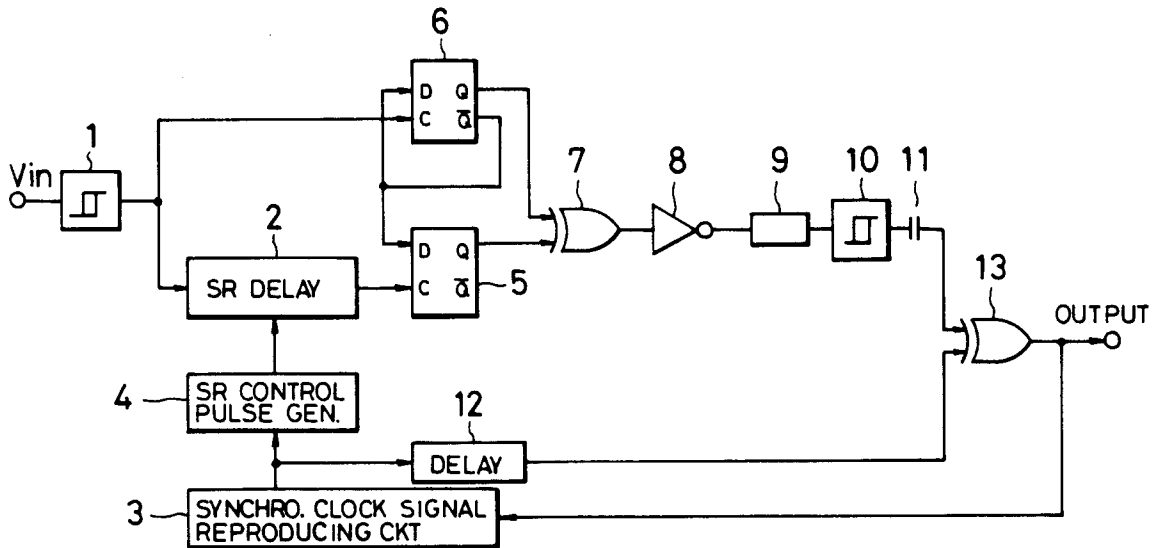 6
D Q
C Q̅
1
Vin
7
8
9
10
11
2
SR DELAY
D Q
C Q̅
5
13
OUTPUT
4
SR CONTROL
PULSE GEN.
12
DELAY
3
SYNCHRO. CLOCK SIGNAL
REPRODUCING CKT